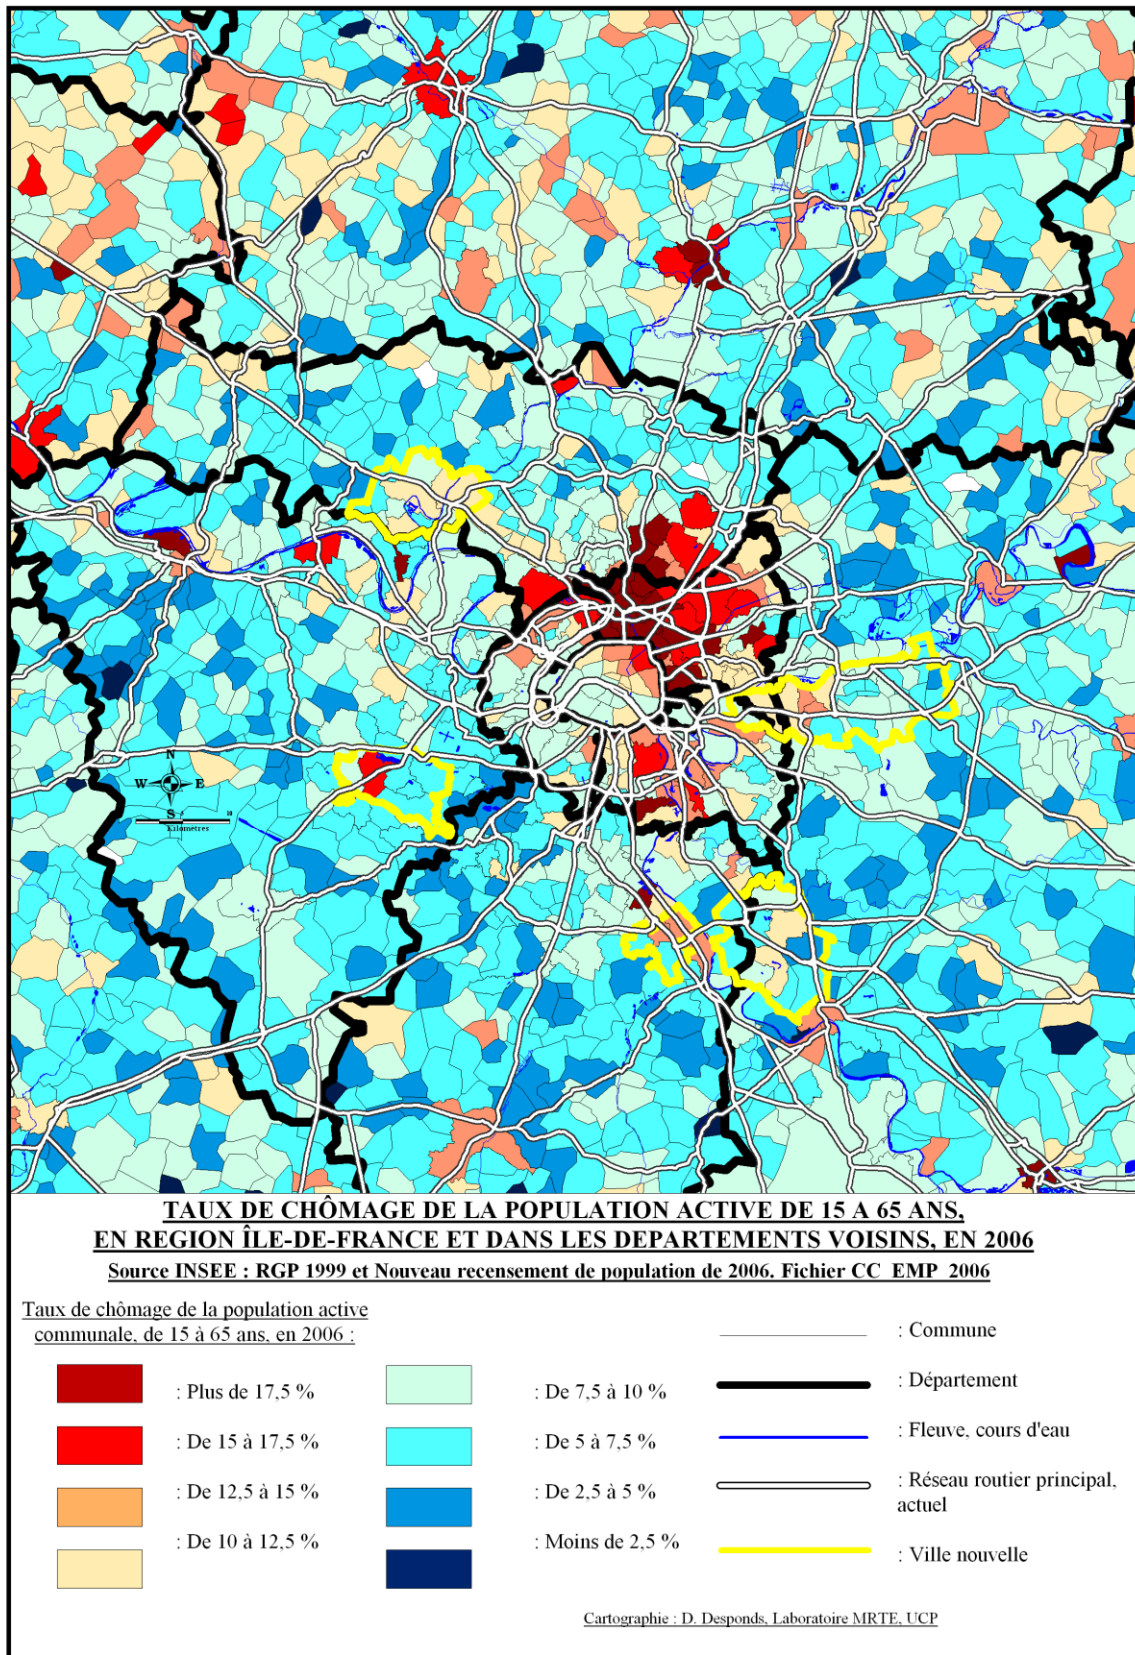 N
W E
S
10
Kilomètres
TAUX DE CHÔMAGE DE LA POPULATION ACTIVE DE 15 A 65 ANS,
EN REGION ÎLE-DE-FRANCE ET DANS LES DEPARTEMENTS VOISINS, EN 2006
Source INSEE : RGP 1999 et Nouveau recensement de population de 2006. Fichier CC_EMP_2006
Taux de chômage de la population active
communale, de 15 à 65 ans, en 2006 :
: Plus de 17,5 %
: De 15 à 17,5 %
: De 12,5 à 15 %
: De 10 à 12,5 %
: De 7,5 à 10 %
: De 5 à 7,5 %
: De 2,5 à 5 %
: Moins de 2,5 %
: Commune
: Département
: Fleuve, cours d'eau
: Réseau routier principal,
actuel
: Ville nouvelle
Cartographie : D. Desponds, Laboratoire MRTE, UCP